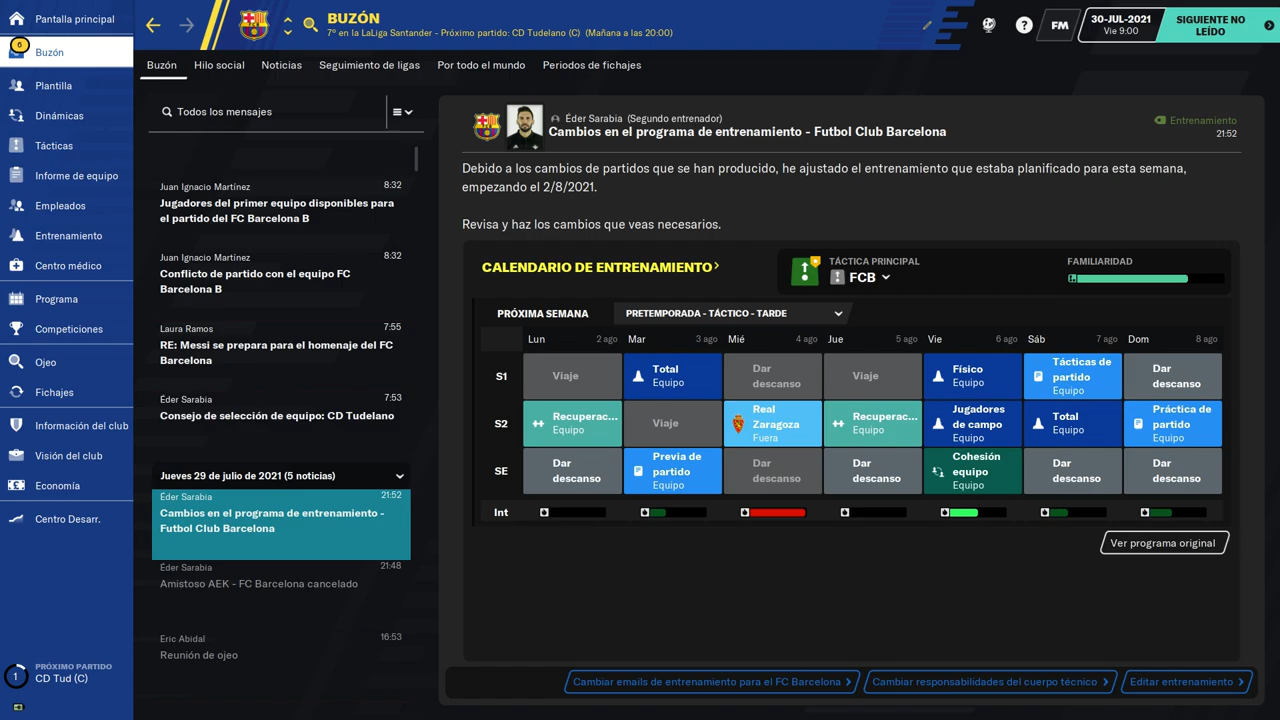 Pantalla principal
6
Buzón
Plantilla
Dinámicas
Tácticas
Informe de equipo
Empleados
Entrenamiento
Centro médico
Programa
Competiciones
Ojeo
Fichajes
Información del club
Visión del club
Economía
Centro Desarr.
PRÓXIMO PARTIDO
1
CD Tud (C)
BUZÓN
7º en la LaLiga Santander - Próximo partido: CD Tudelano (C) (Mañana a las 20:00)
?
FM
30-JUL-2021
Vie 9:00
SIGUIENTE NO
LEÍDO
Buzón
Hilo social
Noticias
Seguimiento de ligas
Por todo el mundo
Periodos de fichajes
Todos los mensajes
Juan Ignacio Martínez 8:32
Jugadores del primer equipo disponibles para
el partido del FC Barcelona B
Juan Ignacio Martínez 8:32
Conflicto de partido con el equipo FC
Barcelona B
Laura Ramos 7:55
RE: Messi se prepara para el homenaje del FC
Barcelona
Éder Sarabia 7:53
Consejo de selección de equipo: CD Tudelano
Jueves 29 de julio de 2021 (5 noticias)
Éder Sarabia 21:52
Cambios en el programa de entrenamiento -
Futbol Club Barcelona
Éder Sarabia 21:48
Amistoso AEK - FC Barcelona cancelado
Eric Abidal 16:53
Reunión de ojeo
Éder Sarabia (Segundo entrenador)
Cambios en el programa de entrenamiento - Futbol Club Barcelona
Entrenamiento
21:52
Debido a los cambios de partidos que se han producido, he ajustado el entrenamiento que estaba planificado para esta semana,
empezando el 2/8/2021.
Revisa y haz los cambios que veas necesarios.
CALENDARIO DE ENTRENAMIENTO
TÁCTICA PRINCIPAL
FCB
FAMILIARIDAD
PRÓXIMA SEMANA
PRETEMPORADA - TÁCTICO - TARDE
Lun 2 ago Mar 3 ago Mié 4 ago Jue 5 ago Vie 6 ago Sáb 7 ago Dom 8 ago
S1
Viaje
Total
Equipo
Dar
descanso
Viaje
Físico
Equipo
Tácticas de
partido
Equipo
Dar
descanso
S2
Recuperac...
Equipo
Viaje
Real
Zaragoza
Fuera
Recuperac...
Equipo
Jugadores
de campo
Equipo
Total
Equipo
Práctica de
partido
Equipo
SE
Dar
descanso
Previa de
partido
Equipo
Dar
descanso
Dar
descanso
Cohesión
equipo
Equipo
Dar
descanso
Dar
descanso
Int
Ver programa original
Cambiar emails de entrenamiento para el FC Barcelona
Cambiar responsabilidades del cuerpo técnico
Editar entrenamiento